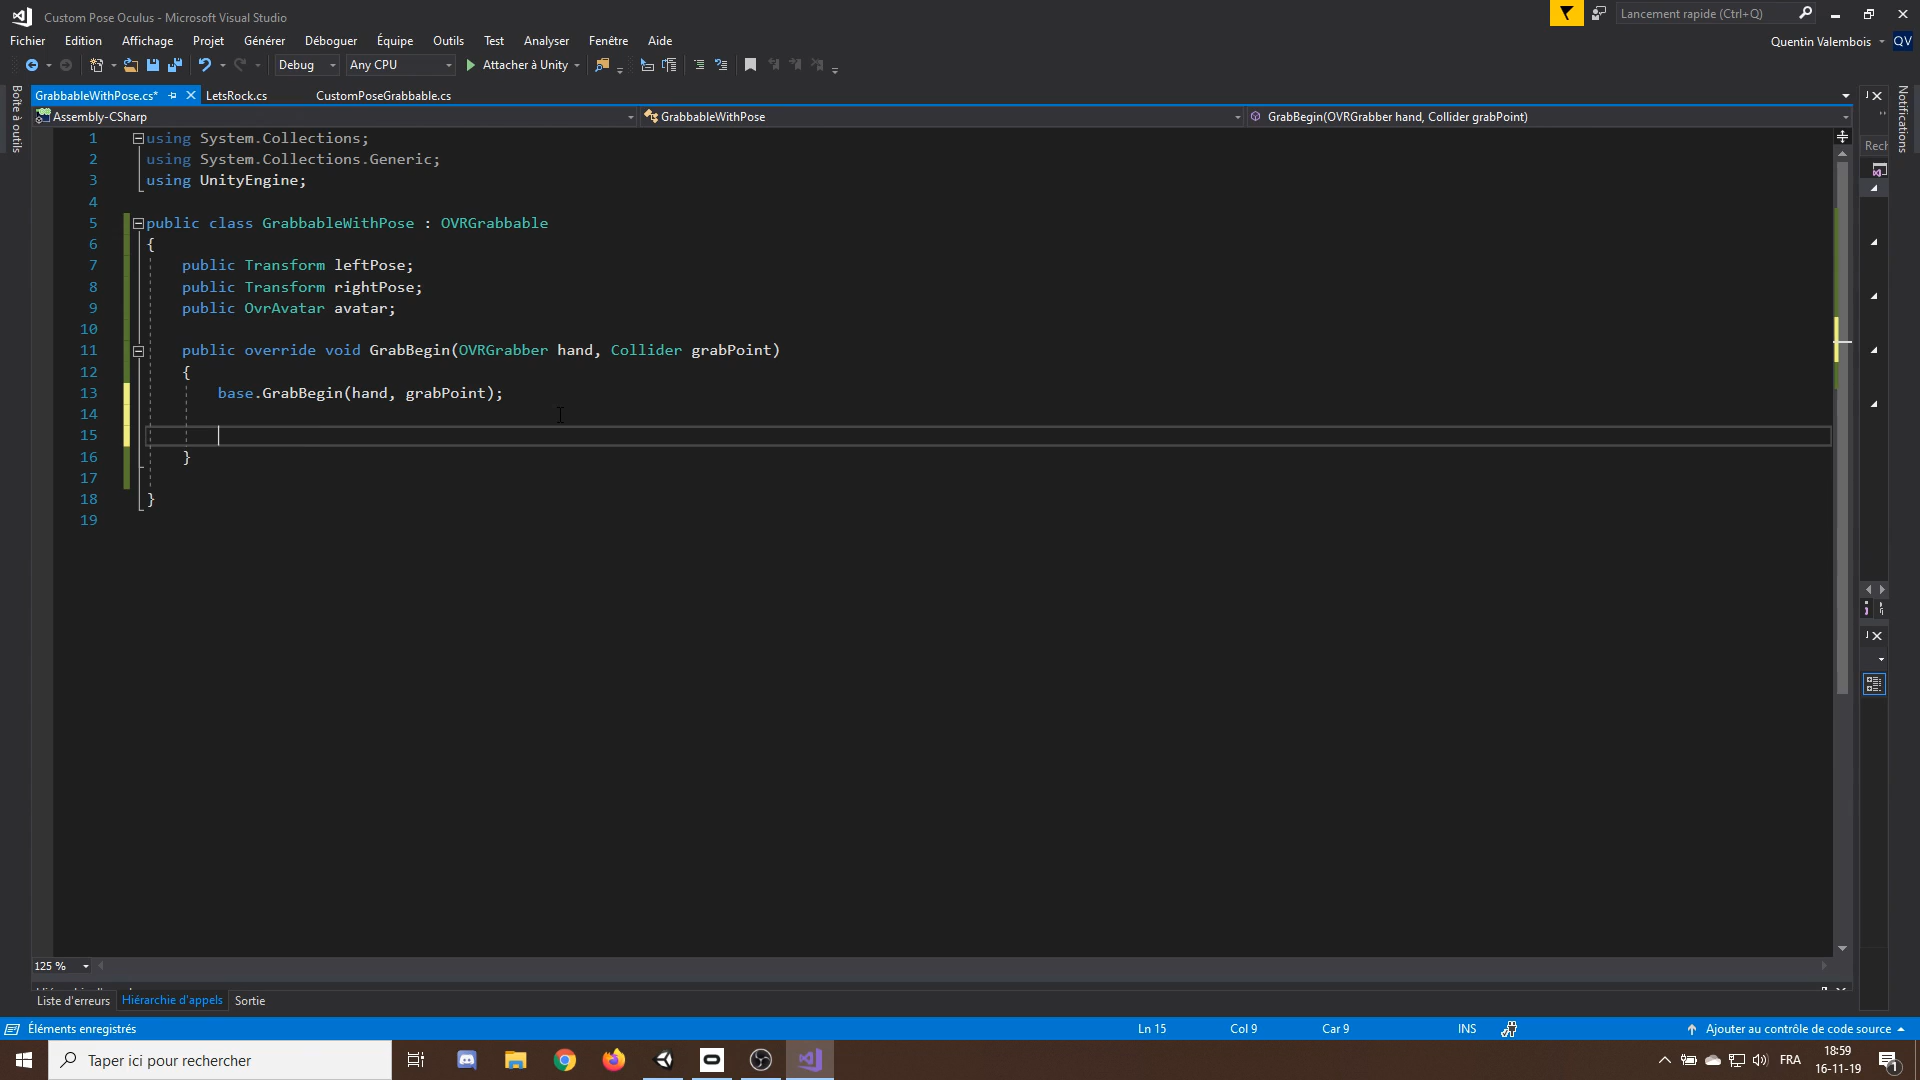 Custom Pose Oculus - Microsoft Visual Studio
Lancement rapide (Ctrl+Q)
Fichier Edition Affichage Projet Générer Déboguer Équipe Outils Test Analyser Fenêtre Aide
Quentin Valembois QV
Debug Any CPU Attacher à Unity
Boîte à outils
GrabbableWithPose.cs* LetsRock.cs CustomPoseGrabbable.cs
Notifications
Assembly-CSharp GrabbableWithPose GrabBegin(OVRGrabber hand, Collider grabPoint)
Rech
1 using System.Collections;
2 using System.Collections.Generic;
3 using UnityEngine;
4
5 public class GrabbableWithPose : OVRGrabbable
6 {
7 public Transform leftPose;
8 public Transform rightPose;
9 public OvrAvatar avatar;
10
11 public override void GrabBegin(OVRGrabber hand, Collider grabPoint)
12 {
13 base.GrabBegin(hand, grabPoint);
14
15
16 }
17
18 }
19
125 %
Liste d'erreurs Hiérarchie d'appels Sortie
Éléments enregistrés Ln 15 Col 9 Car 9 INS Ajouter au contrôle de code source
Taper ici pour rechercher
FRA
18:59
16-11-19
1